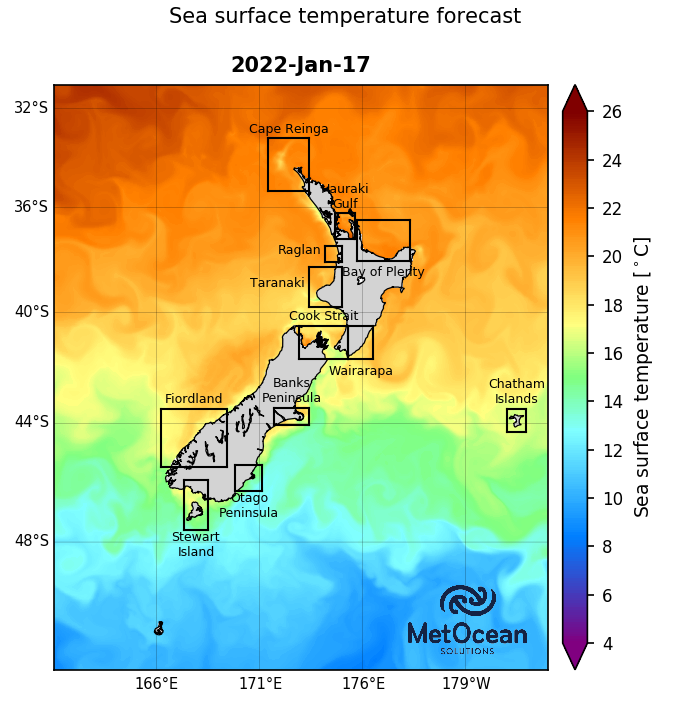 Sea surface temperature forecast
2022-Jan-17
32°S
36°S
40°S
44°S
48°S
Cape Reinga
Hauraki
Gulf
Raglan
Bay of Plenty
Taranaki
Cook Strait
Wairarapa
Banks
Peninsula
Fiordland
Chatham
Islands
Otago
Peninsula
Stewart
Island
MetOcean
SOLUTIONS
166°E
171°E
176°E
179°W
26
24
22
20
18
16
14
12
10
8
6
4
Sea surface temperature [°C]